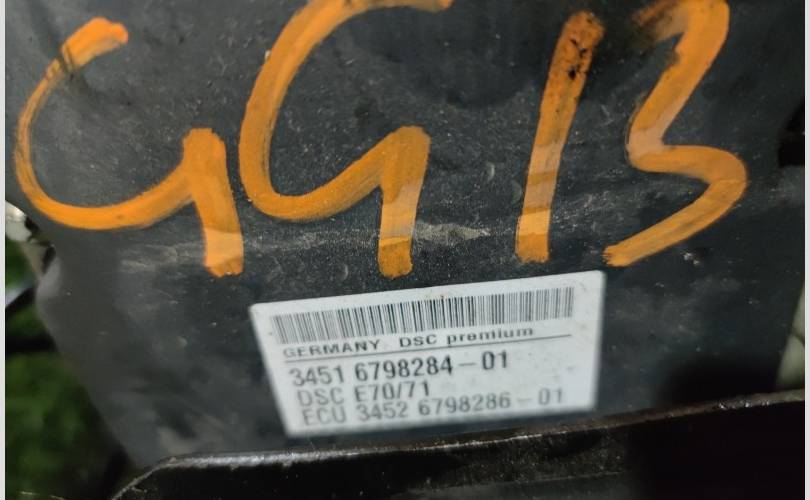 GG13
GERMANY DSC premium
3451 6798284-01
DSC E70/71
ECU 3452 6798286-01